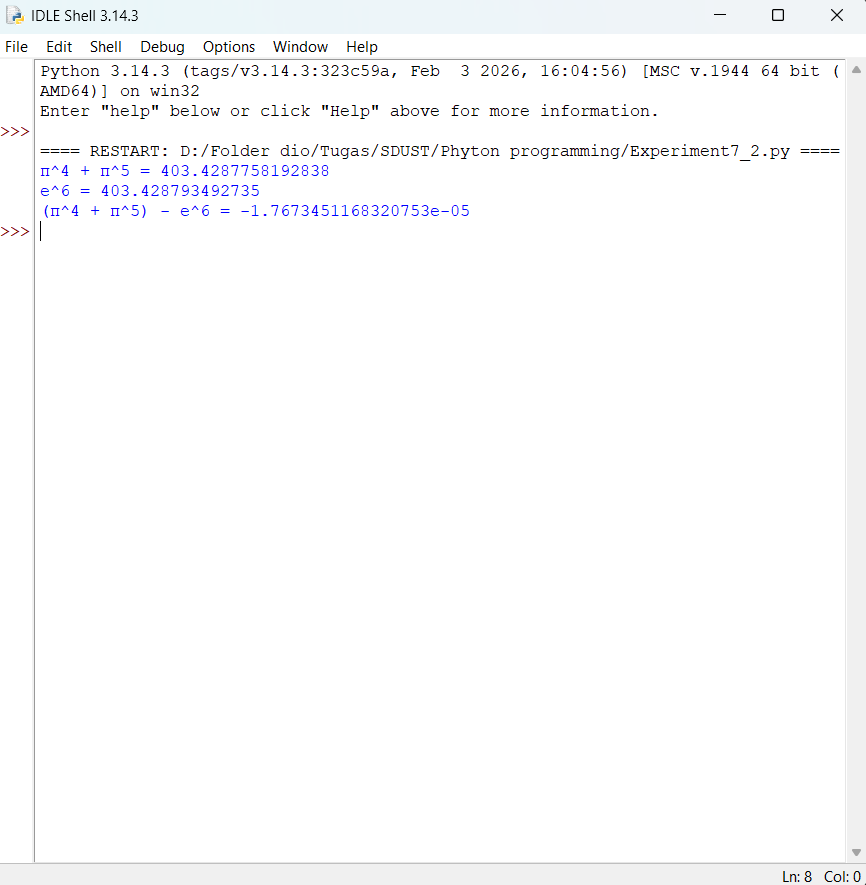 IDLE Shell 3.14.3
File Edit Shell Debug Options Window Help
Python 3.14.3 (tags/v3.14.3:323c59a, Feb  3 2026, 16:04:56) [MSC v.1944 64 bit (
AMD64)] on win32
Enter "help" below or click "Help" above for more information.
>>>
==== RESTART: D:/Folder dio/Tugas/SDUST/Phyton programming/Experiment7_2.py ====
π^4 + π^5 = 403.4287758192838
e^6 = 403.428793492735
(π^4 + π^5) - e^6 = -1.7673451168320753e-05
>>>
Ln: 8 Col: 0